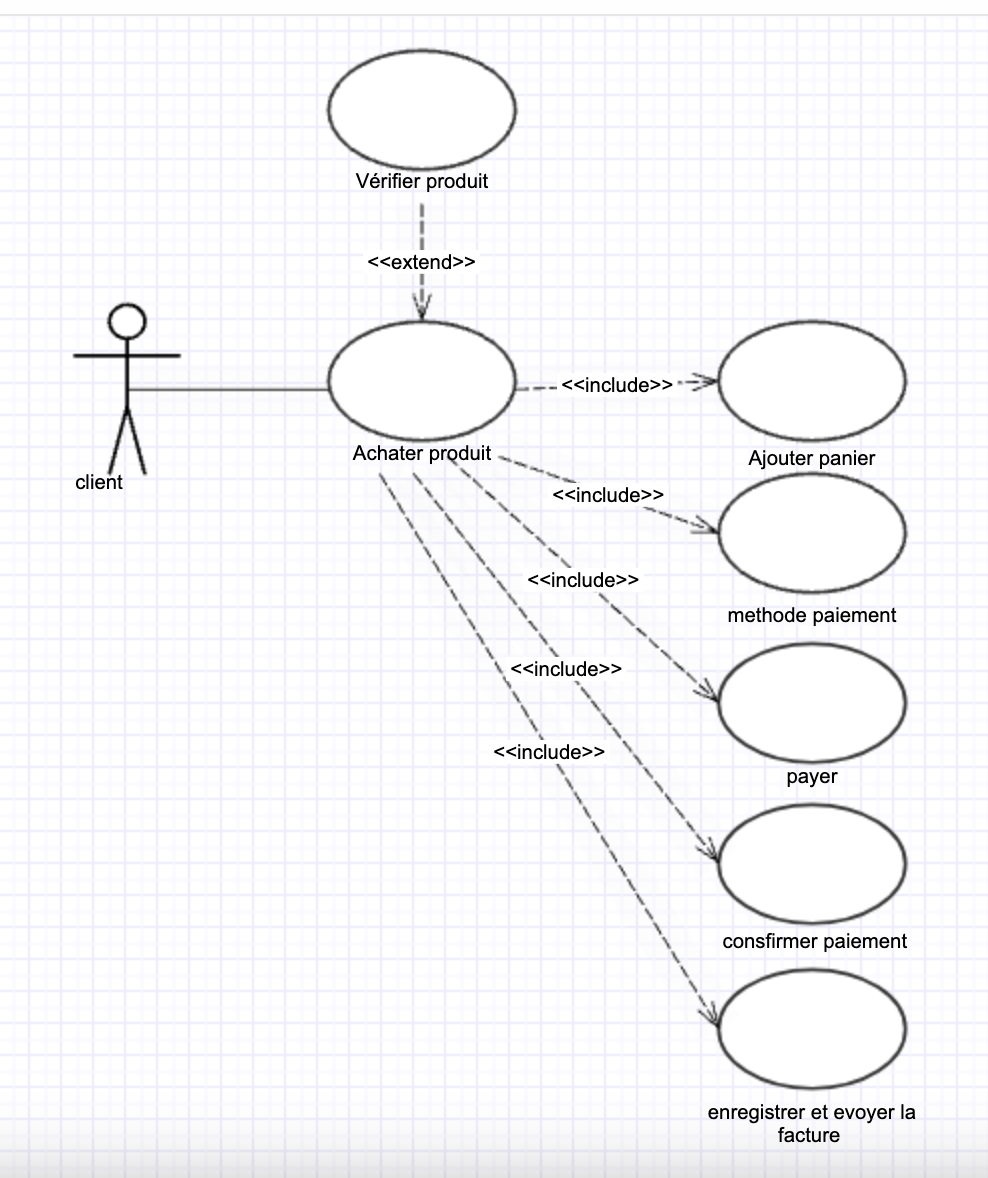 Vérifier produit
<<extend>>
<<include>>
Achater produit
Ajouter panier
client
<<include>>
<<include>>
methode paiement
<<include>>
<<include>>
payer
consfirmer paiement
enregistrer et evoyer la
facture